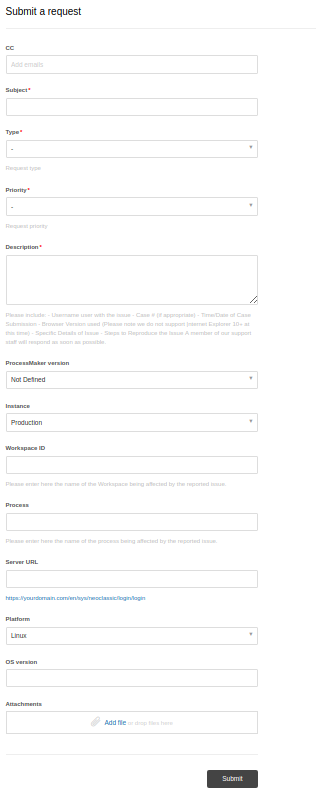 Submit a request
CC
Add emails
Subject*
Type*
-
Request type
Priority*
-
Request priority
Description*
Please include: - Username user with the issue - Case # (if appropriate) - Time/Date of Case
Submission - Browser Version used (Please note we do not support Internet Explorer 10+ at
this time) - Specific Details of Issue - Steps to Reproduce the issue A member of our support
staff will respond as soon as possible.
ProcessMaker version
Not Defined
Instance
Production
Workspace ID
Please enter here the name of the Workspace being affected by the reported issue.
Process
Please enter here the name of the process being affected by the reported issue.
Server URL
https://yourdomain.com/en/sys/neoclassic/login/login
Platform
Linux
OS version
Attachments
Add file or drop files here
Submit